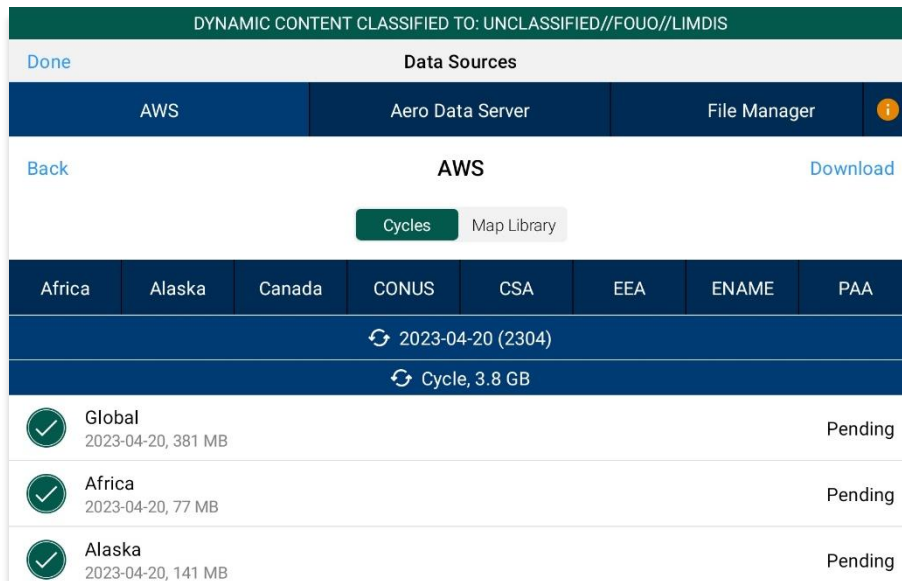 DYNAMIC CONTENT CLASSIFIED TO: UNCLASSIFIED//FOUO//LIMDIS
Done Data Sources
AWS Aero Data Server File Manager i
Back AWS Download
Cycles Map Library
Africa Alaska Canada CONUS CSA EEA ENAME PAA
2023-04-20 (2304)
Cycle, 3.8 GB
Global
2023-04-20, 381 MB
Pending
Africa
2023-04-20, 77 MB
Pending
Alaska
2023-04-20, 141 MB
Pending